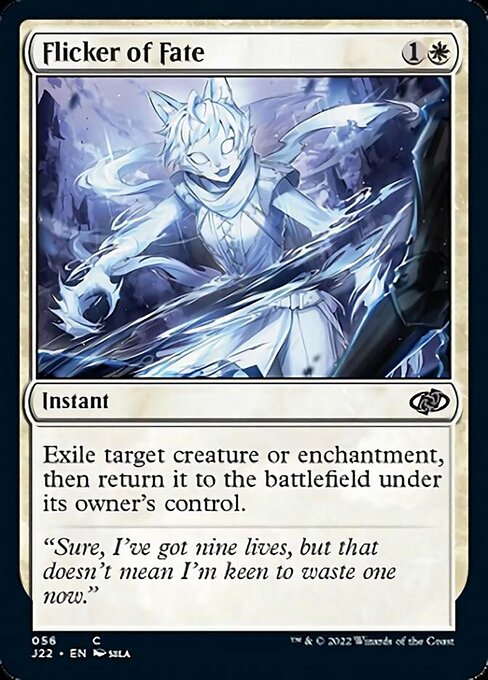 Flicker of Fate 1
Instant
Exile target creature or enchantment,
then return it to the battlefield under
its owner's control.
"Sure, I've got nine lives, but that
doesn't mean I'm keen to waste one
now."
056 C
J22 • EN SILA
™ & © 2022 Wizards of the Coast